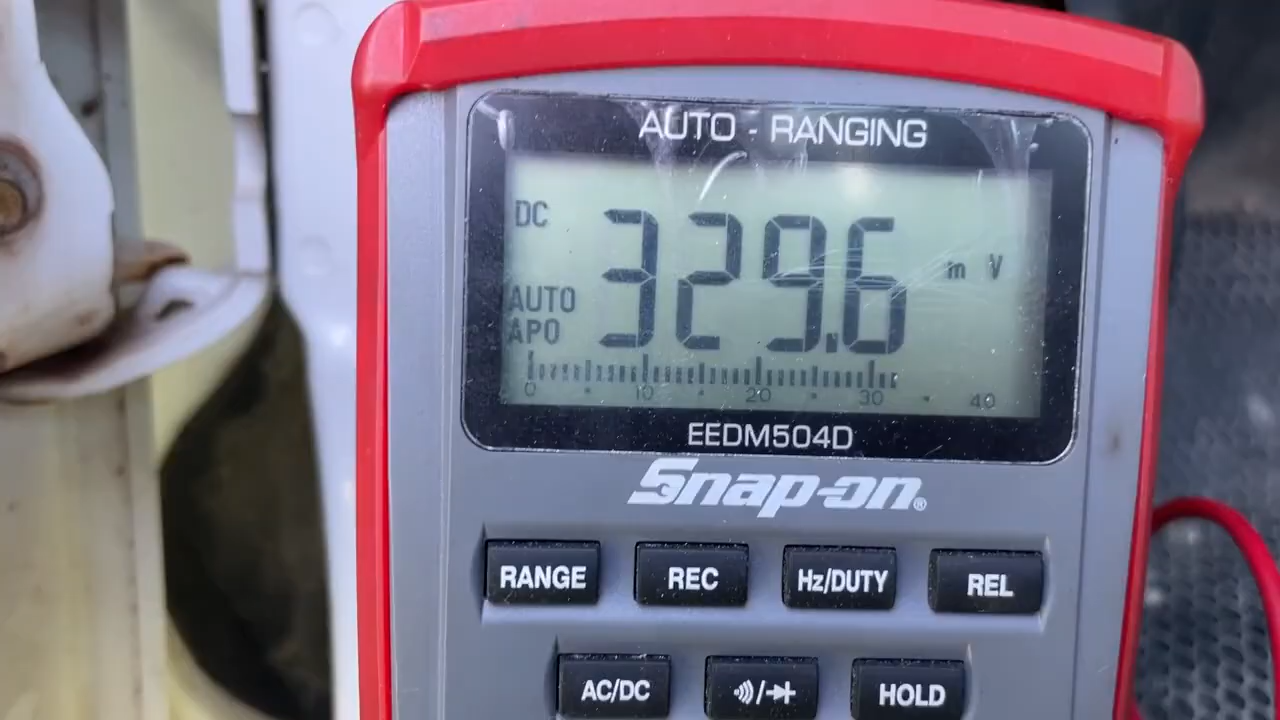 AUTO - RANGING
DC
329.6 m V
AUTO
APO
0 10 20 30 40
EEDM504D
Snap-on®
RANGE REC Hz/DUTY REL
AC/DC HOLD